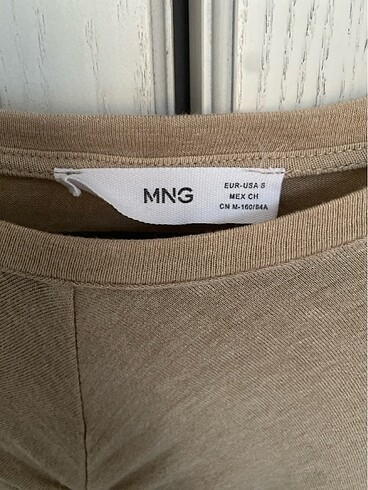 MNG
EUR-USA S
MEX CH
CN M-160/84A